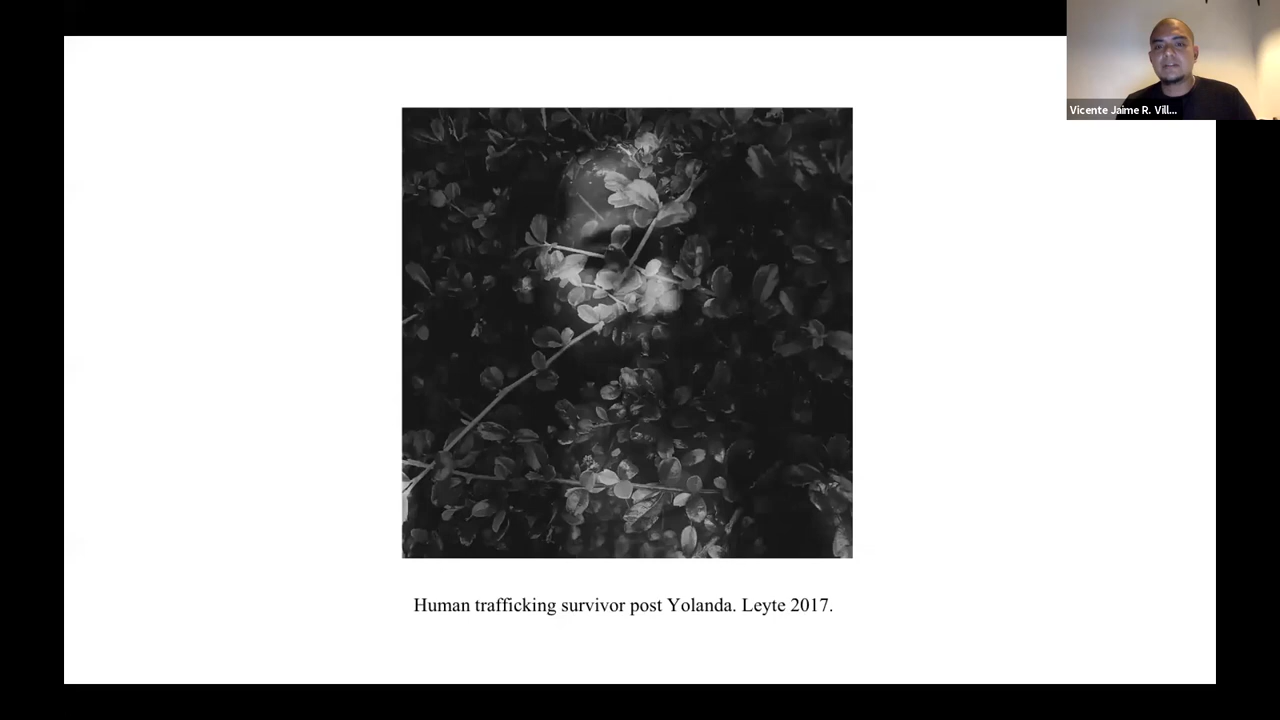 Vicente Jaime R. Vill...
Human trafficking survivor post Yolanda. Leyte 2017.